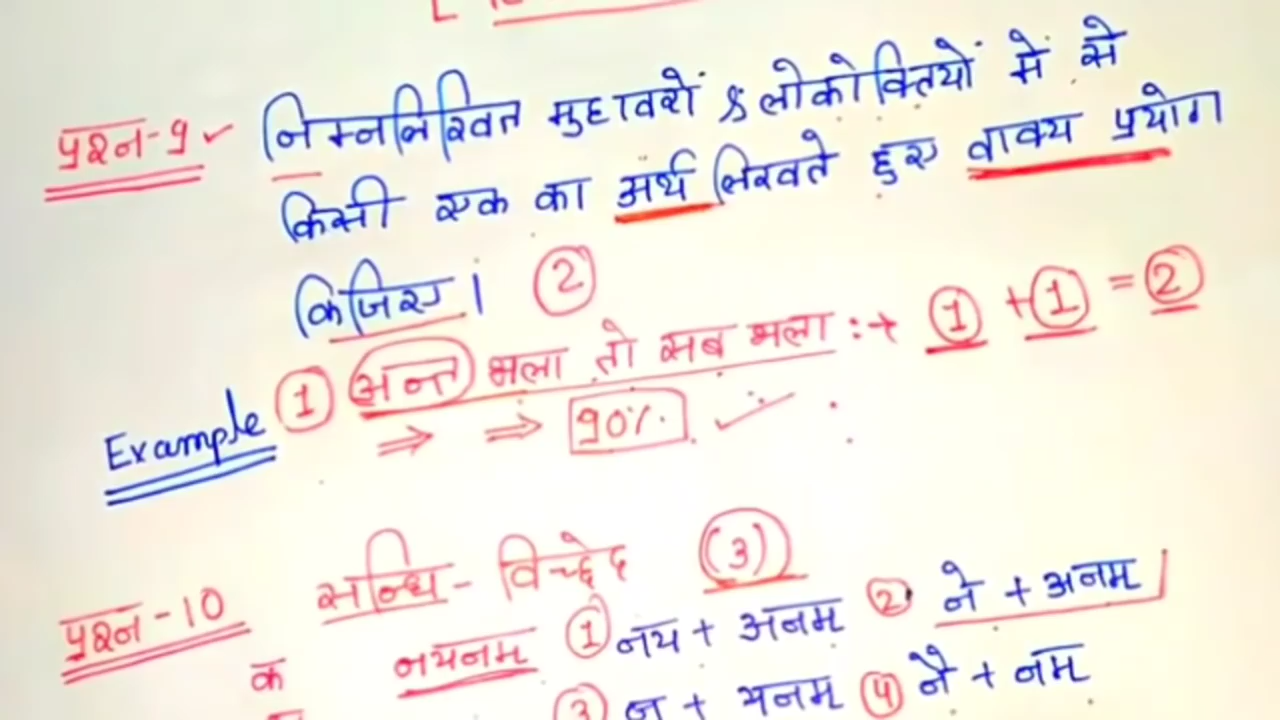 प्रश्न-9 ✓ निम्नलिखित मुहावरों & लोकोक्तियों में से
किसी एक का अर्थ लिखते हुए वाक्य प्रयोग
किजिए। (2)
Example (1) अन्त भला तो सब भला :→ (1) + (1) = (2)
⇒ ⇒ 90% ✓
प्रश्न-10 सन्धि-विच्छेद (3)
क नयनम (1) नय + अनम (2) ने + अनम
(3) न + यनम (4) नै + नम